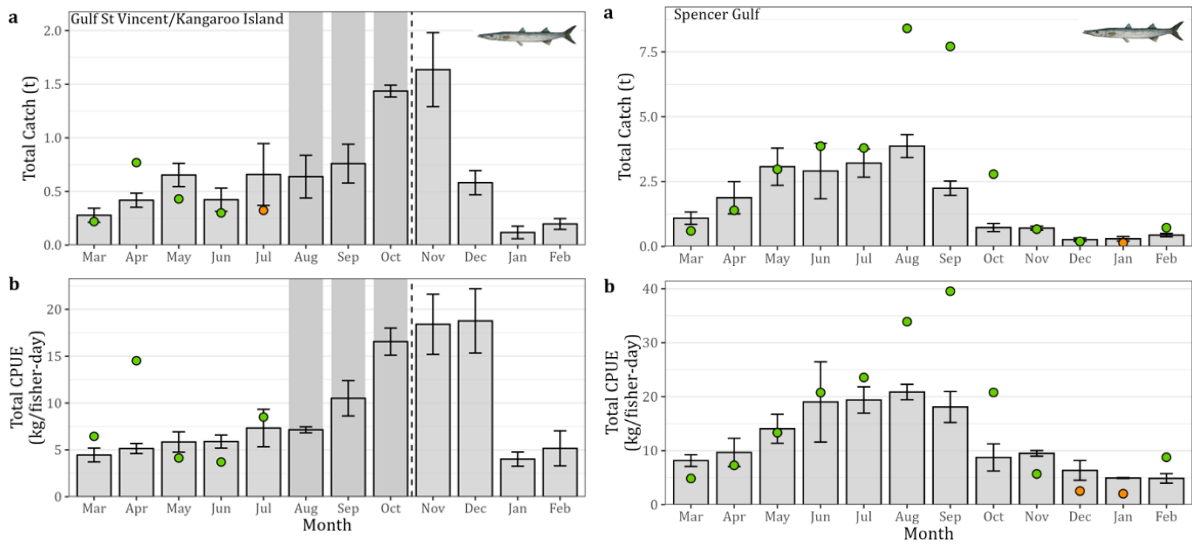 a
Gulf St Vincent/Kangaroo Island
Total Catch (t)
2.0
1.5
1.0
0.5
0.0
Mar Apr May Jun Jul Aug Sep Oct Nov Dec Jan Feb
b
Total CPUE
(kg/fisher-day)
20
15
10
5
0
Mar Apr May Jun Jul Aug Sep Oct Nov Dec Jan Feb
Month
a
Spencer Gulf
Total Catch (t)
7.5
5.0
2.5
0.0
Mar Apr May Jun Jul Aug Sep Oct Nov Dec Jan Feb
b
Total CPUE
(kg/fisher-day)
40
30
20
10
0
Mar Apr May Jun Jul Aug Sep Oct Nov Dec Jan Feb
Month